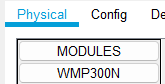 Physical Config De
MODULES
WMP300N